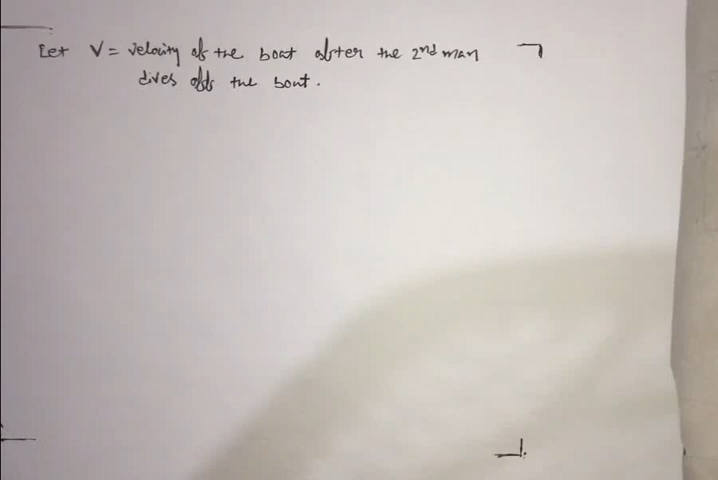 Let V = velocity of the boat after the 2nd man
dives off the boat.